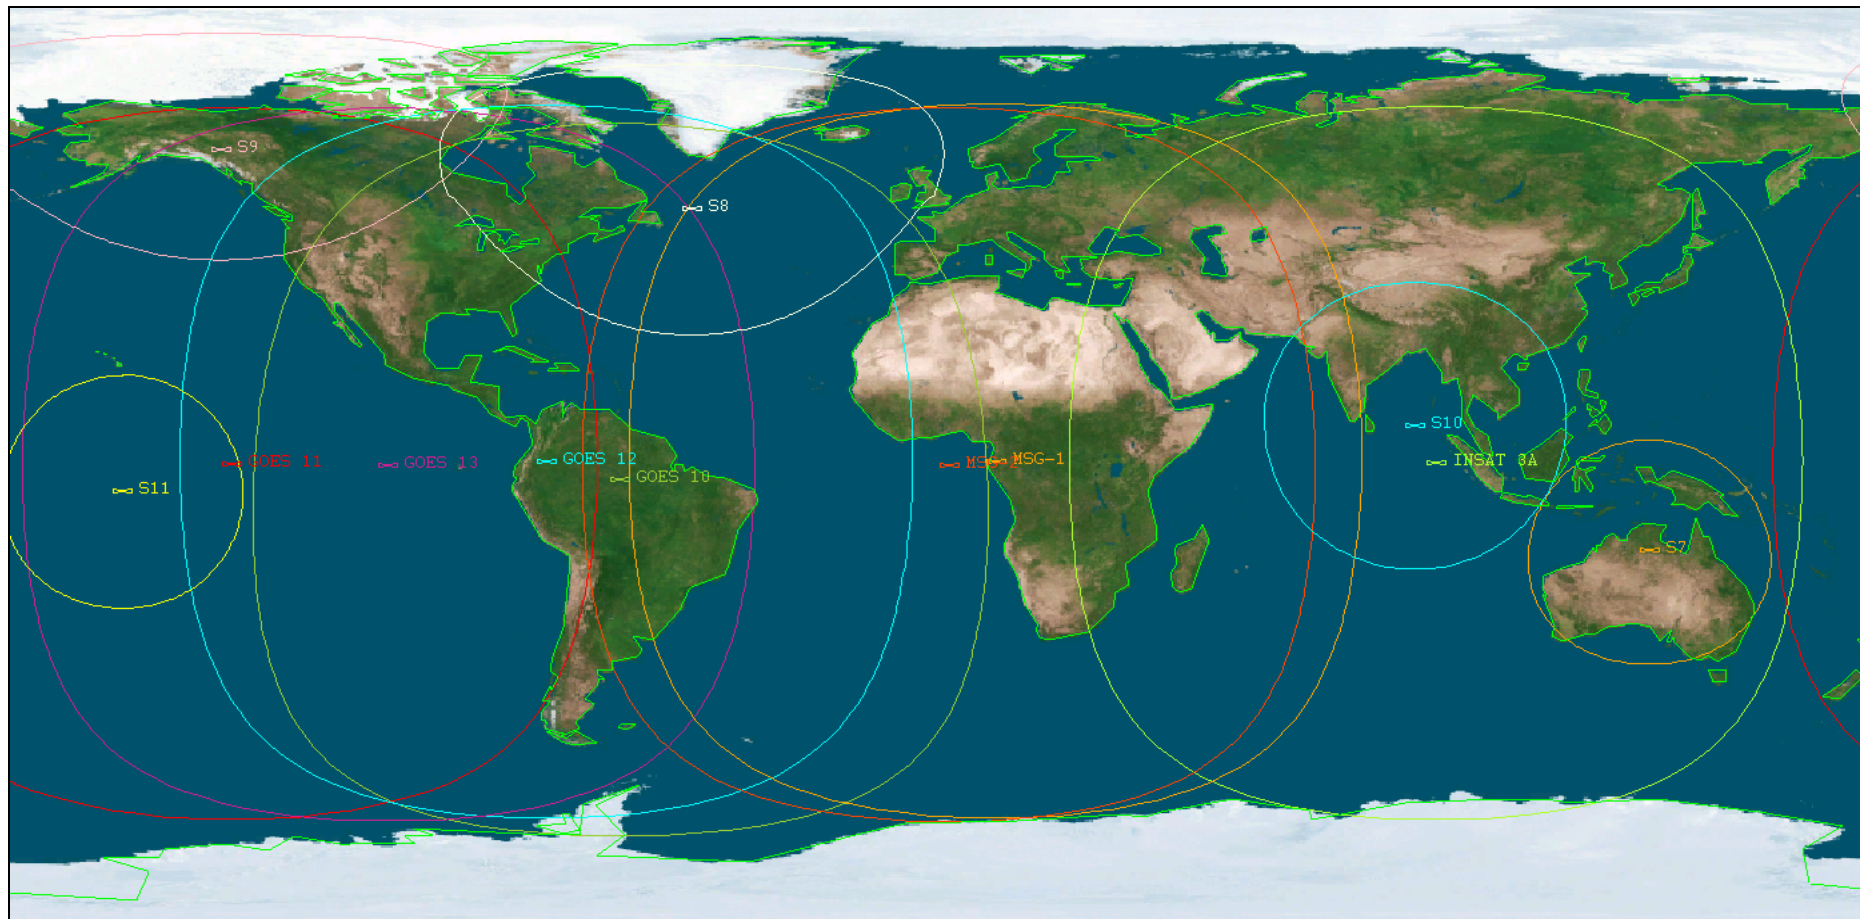 S9
S8
S10
GOES 11
GOES 13
GOES 12
MSG-1
INSAT 3A
GOES 10
S11
S7